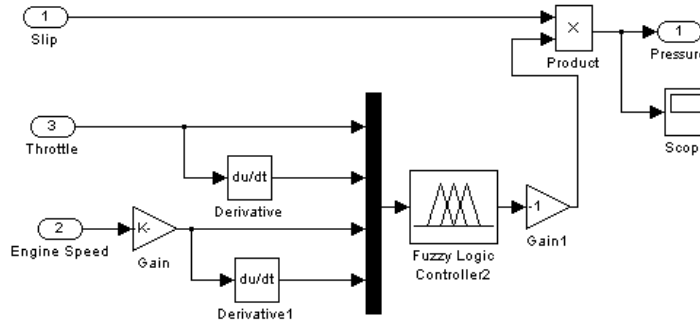 1
Slip
×
Product
1
Pressure
Scop
3
Throttle
du/dt
Derivative
2
Engine Speed
K-
Gain
du/dt
Derivative1
Fuzzy Logic
Controller2
-1
Gain1